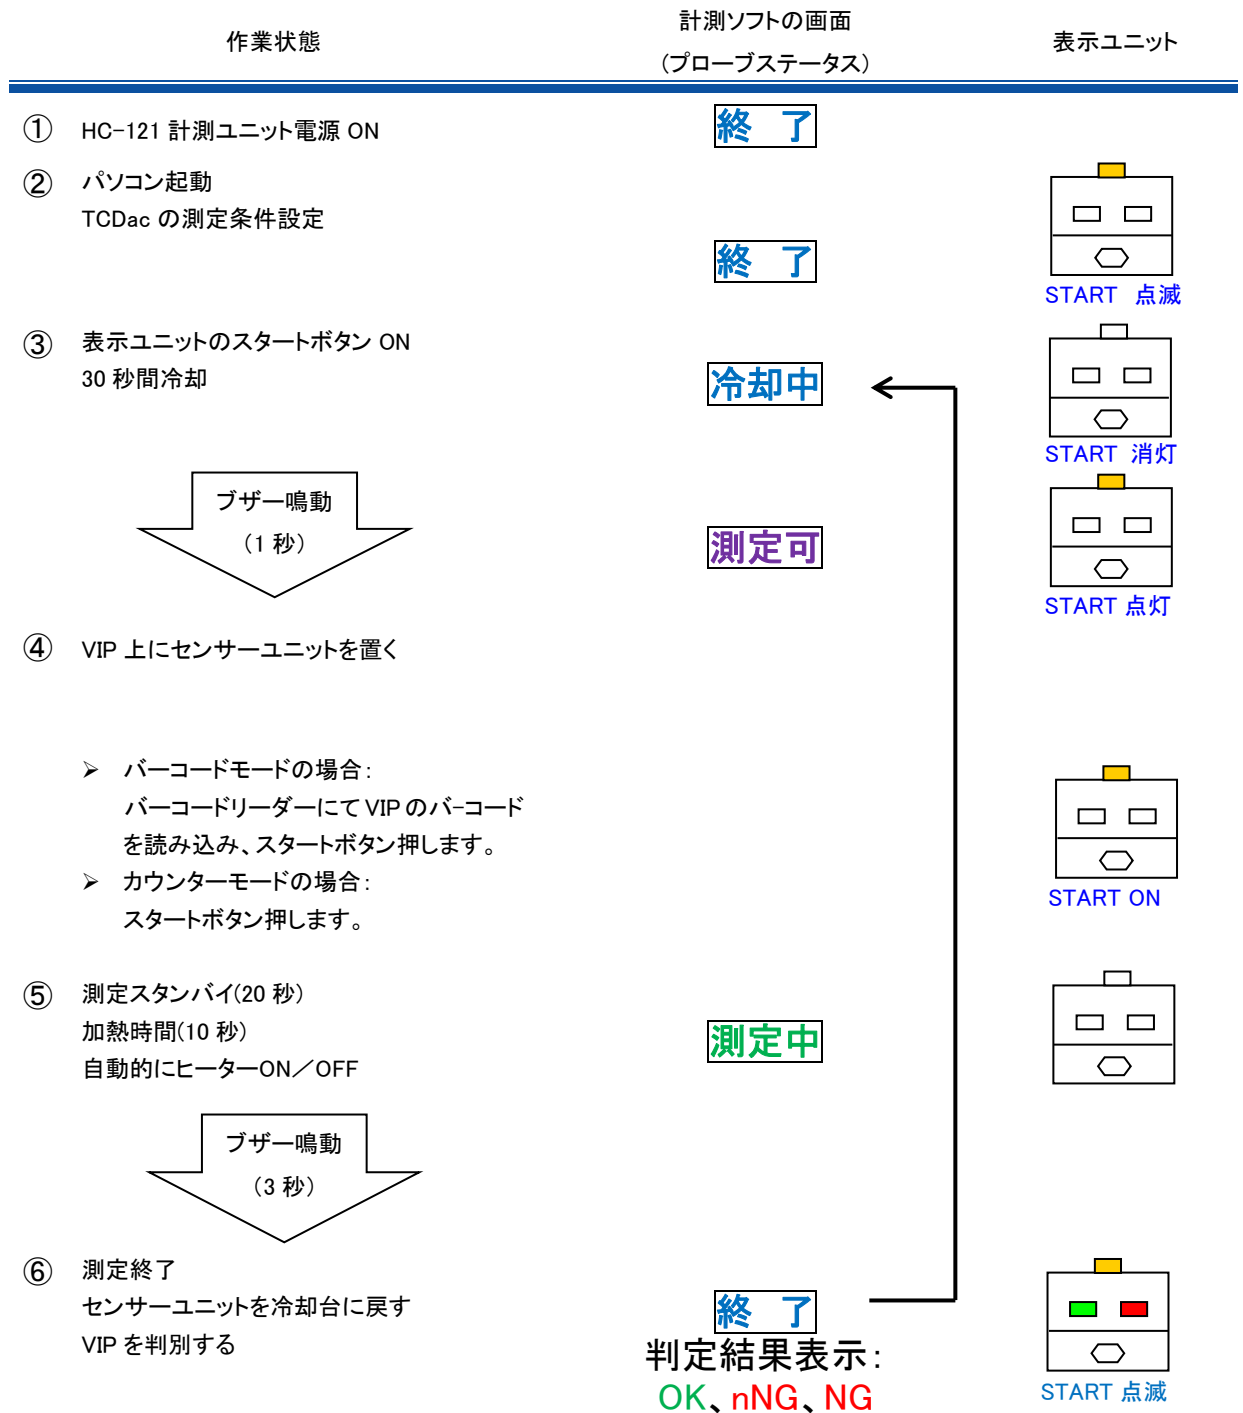 作業状態
計測ソフトの画面
(プローブステータス)
表示ユニット
① HC-121 計測ユニット電源 ON
終 了
② パソコン起動
TCDac の測定条件設定
終 了
START 点滅
③ 表示ユニットのスタートボタン ON
30 秒間冷却
冷却中
START 消灯
ブザー鳴動
(1 秒)
測定可
START 点灯
④ VIP 上にセンサーユニットを置く
➢ バーコードモードの場合:
バーコードリーダーにて VIP のバ-コード
を読み込み、スタートボタン押します。
➢ カウンターモードの場合:
スタートボタン押します。
START ON
⑤ 測定スタンバイ(20 秒)
加熱時間(10 秒)
自動的にヒーターON/OFF
測定中
ブザー鳴動
(3 秒)
⑥ 測定終了
センサーユニットを冷却台に戻す
VIP を判別する
終 了
判定結果表示:
OK、nNG、NG
START 点滅